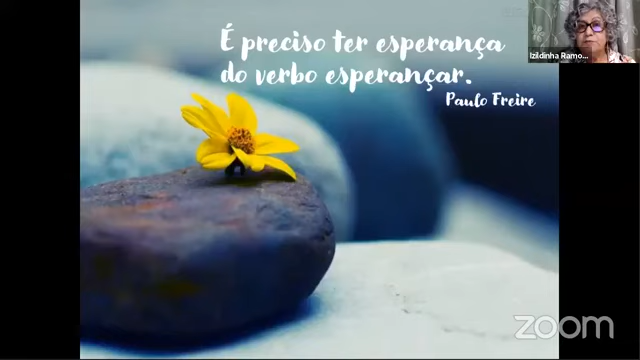 É preciso ter esperança
do verbo esperançar.
Paulo Freire
Izildinha Ramo...
zoom